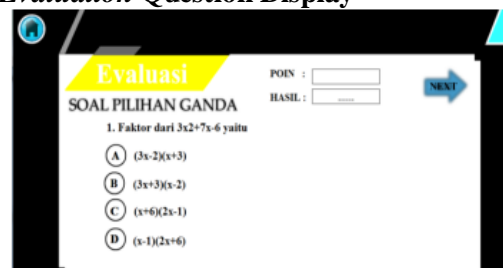 Evaluation Question Display
Evaluasi
POIN :
HASIL :
NEXT
SOAL PILIHAN GANDA
1. Faktor dari 3x2+7x-6 yaitu
A (3x-2)(x+3)
B (3x+3)(x-2)
C (x+6)(2x-1)
D (x-1)(2x+6)